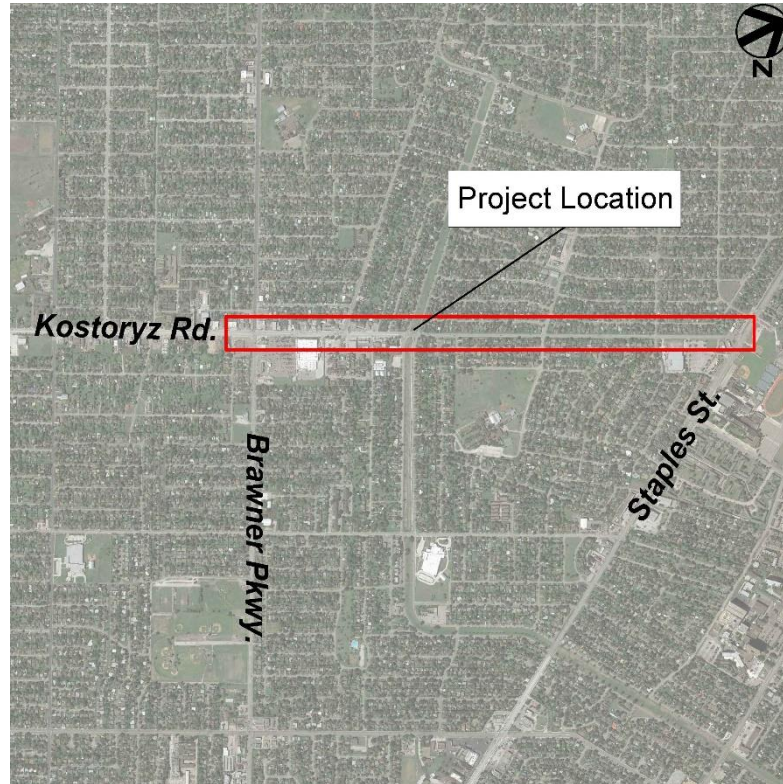 N
Project Location
Kostoryz Rd.
Brawner Pkwy.
Staples St.